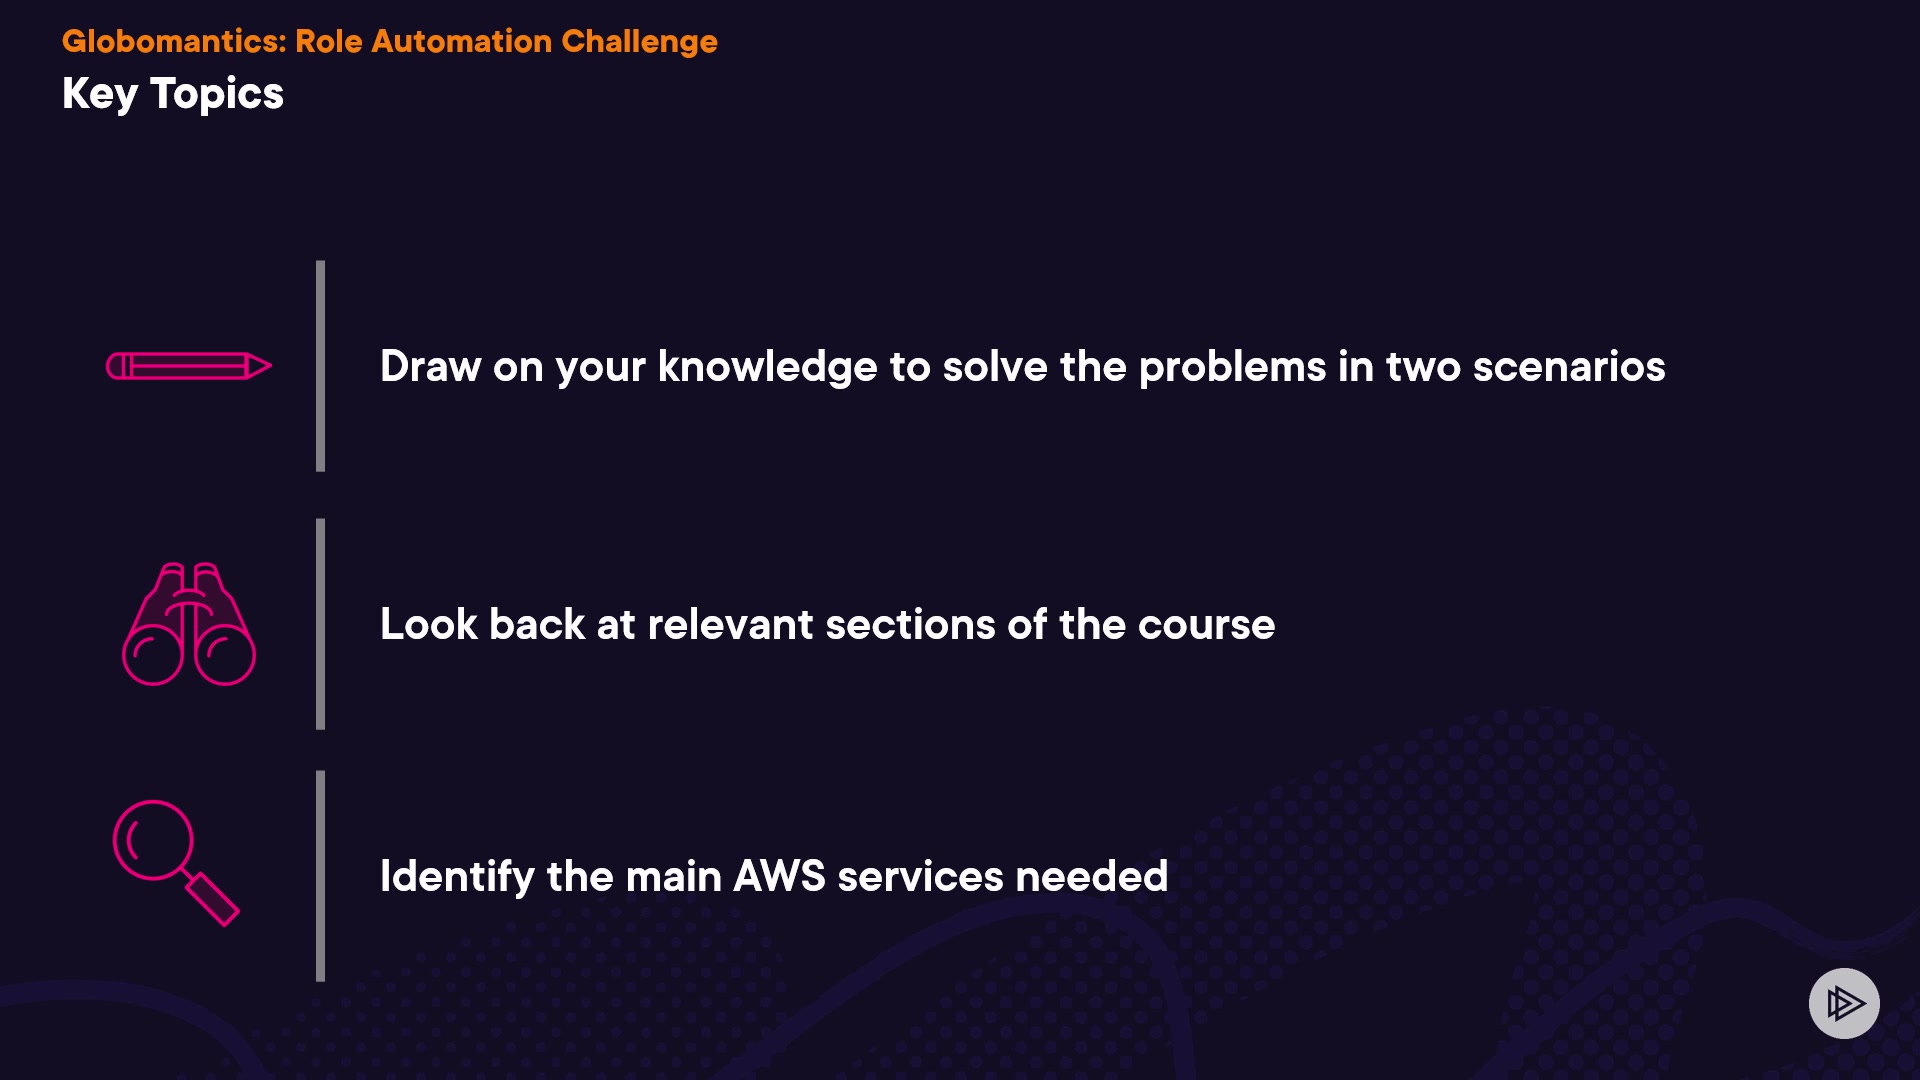 Globomantics: Role Automation Challenge
Key Topics
Draw on your knowledge to solve the problems in two scenarios
Look back at relevant sections of the course
Identify the main AWS services needed